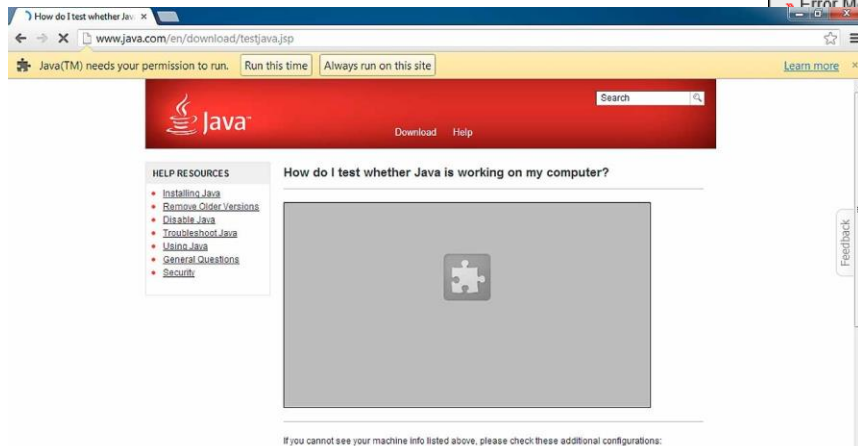 » Error M
How do I test whether Jav
www.java.com/en/download/testjava.jsp
Java(TM) needs your permission to run. Run this time Always run on this site Learn more
Search
Java™
Download Help
HELP RESOURCES
Installing Java
Remove Older Versions
Disable Java
Troubleshoot Java
Using Java
General Questions
Security
How do I test whether Java is working on my computer?
Feedback
If you cannot see your machine info listed above, please check these additional configurations: